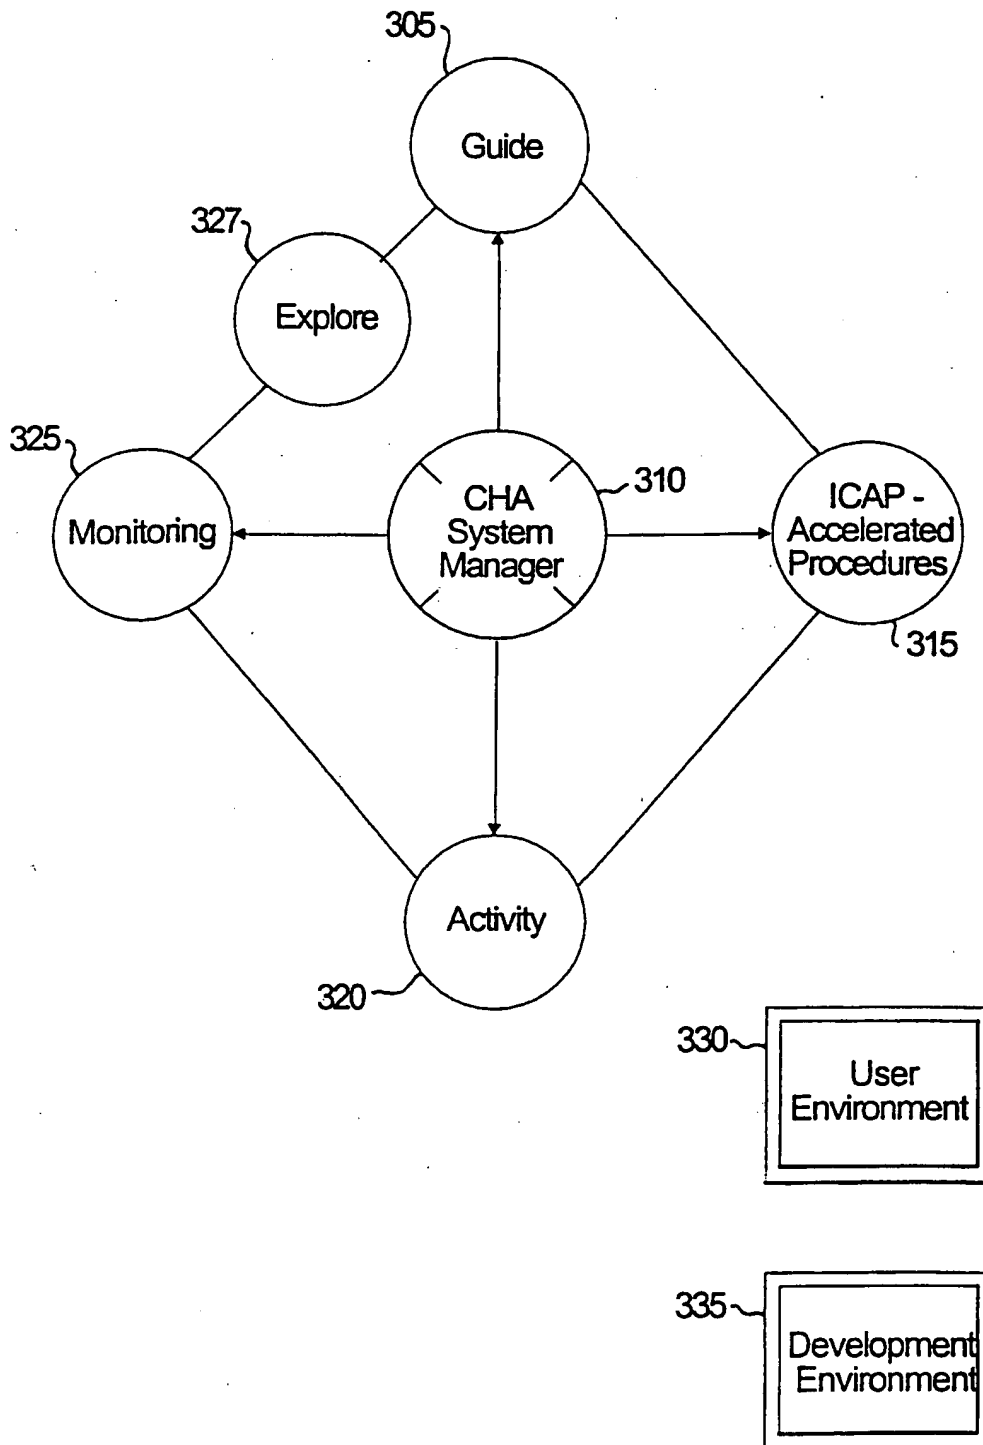 305
Guide
327
Explore
325
Monitoring
CHA
System
Manager
310
ICAP -
Accelerated
Procedures
315
Activity
320
330
User
Environment
335
Development
Environment